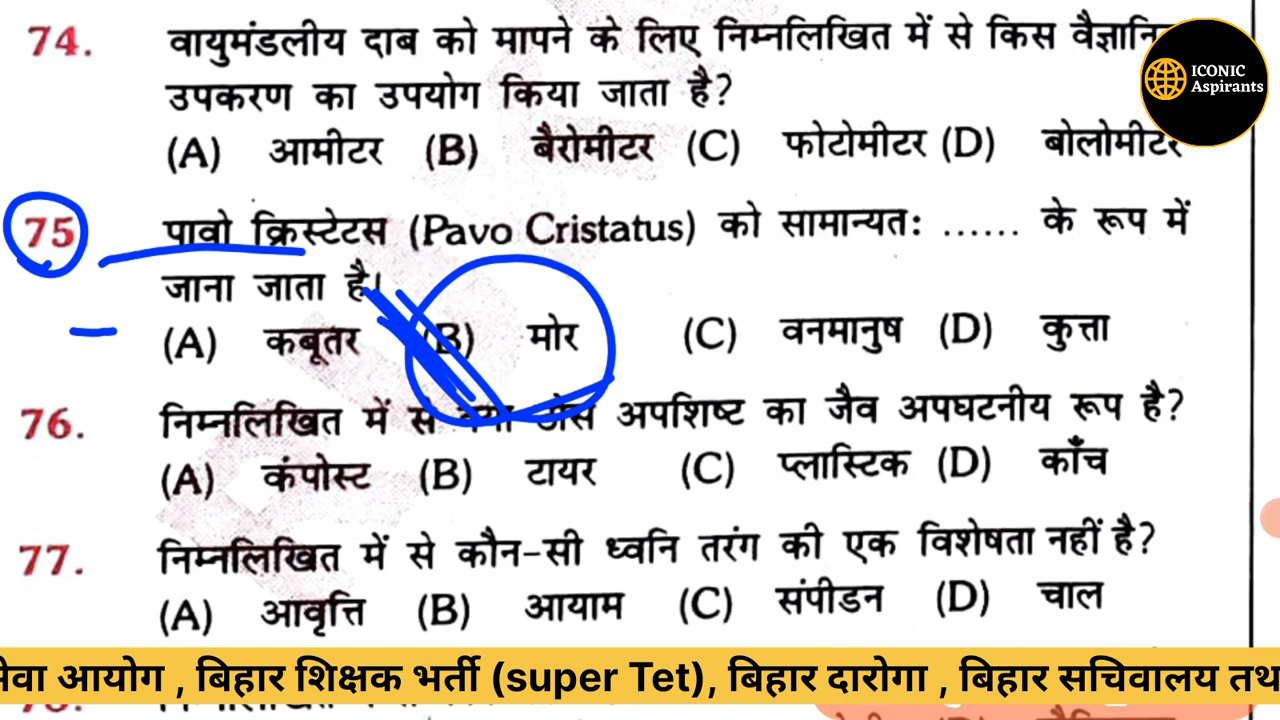 74. वायुमंडलीय दाब को मापने के लिए निम्नलिखित में से किस
ICONIC
Aspirants
उपकरण का उपयोग किया जाता है?
(A) आमीटर (B) बैरोमीटर (C) फोटोमीटर (D) बोलोमीटर
75 पावो क्रिस्टेटस (Pavo Cristatus) को सामान्यतः ...... के रूप में
जाना जाता है।
(A) कबूतर (B) मोर (C) वनमानुष (D) कुत्ता
76. निम्नलिखित में से क्या ठोस अपशिष्ट का जैव अपघटनीय रूप है?
(A) कंपोस्ट (B) टायर (C) प्लास्टिक (D) काँच
77. निम्नलिखित में से कौन-सी ध्वनि तरंग की एक विशेषता नहीं है?
(A) आवृत्ति (B) आयाम (C) संपीडन (D) चाल
आयोग , बिहार शिक्षक भर्ती (super Tet), बिहार दारोगा , बिहार सचिवालय